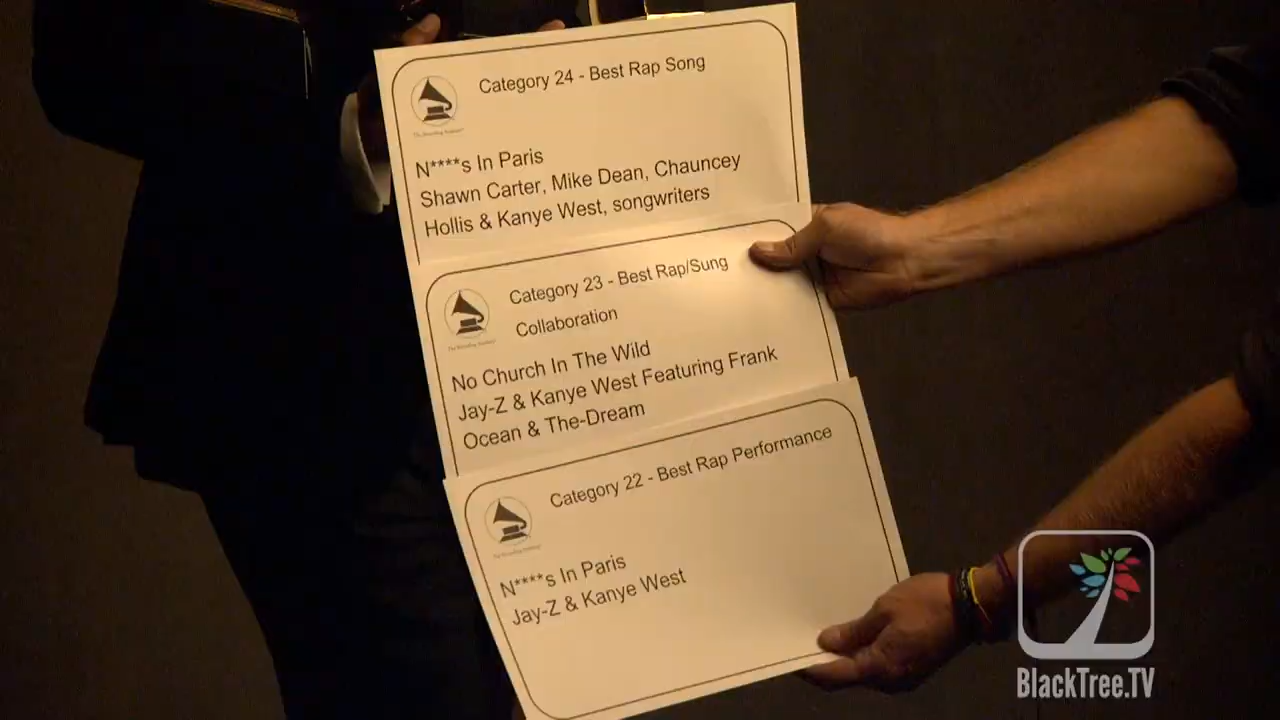 Category 24 - Best Rap Song
N****s In Paris
Shawn Carter, Mike Dean, Chauncey
Hollis & Kanye West, songwriters
Category 23 - Best Rap/Sung
Collaboration
No Church In The Wild
Jay-Z & Kanye West Featuring Frank
Ocean & The-Dream
Category 22 - Best Rap Performance
N****s In Paris
Jay-Z & Kanye West
BlackTree.TV